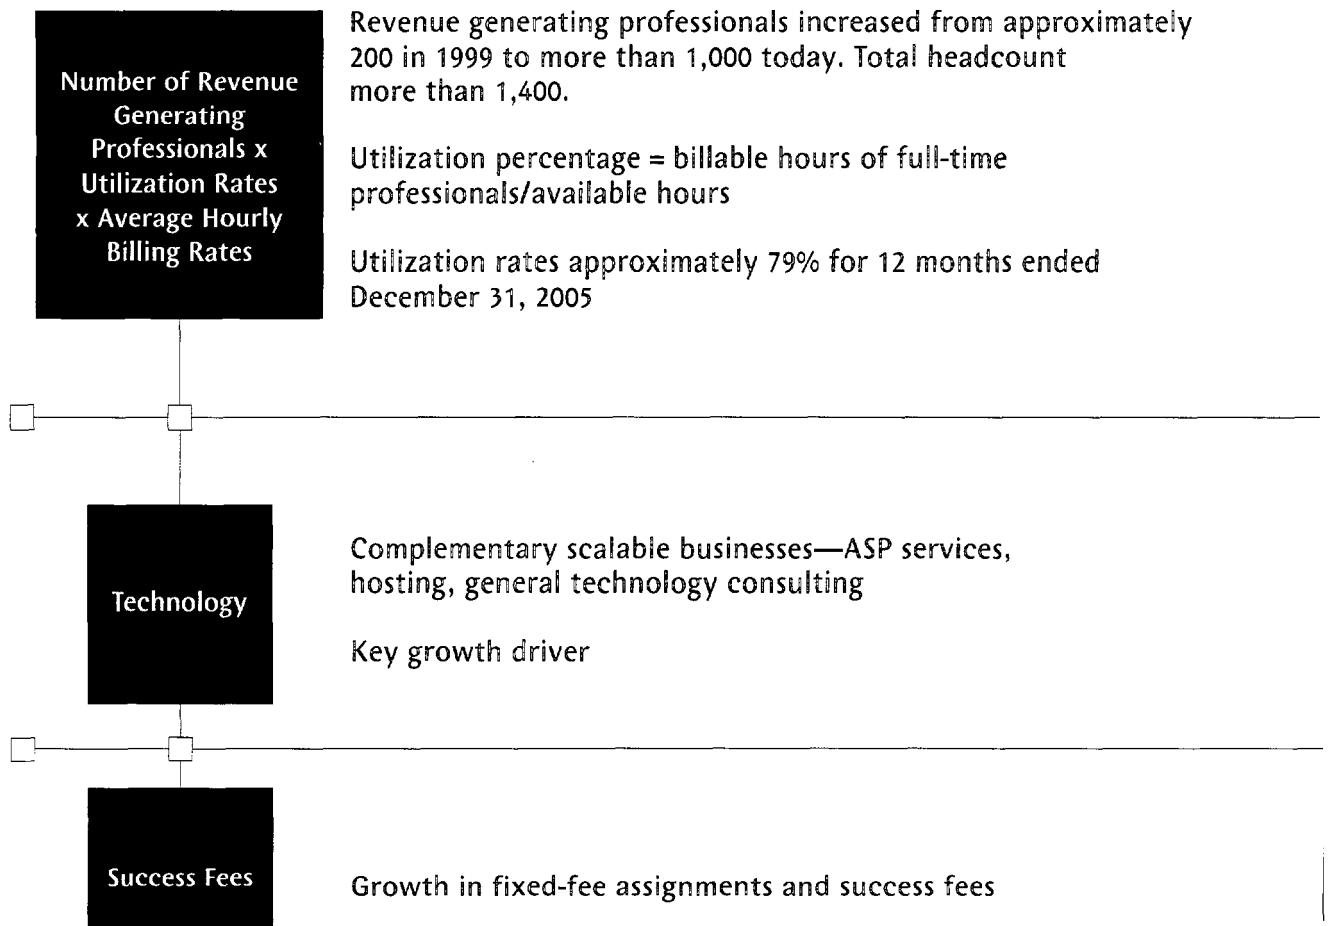 Number of Revenue
Generating
Professionals x
Utilization Rates
x Average Hourly
Billing Rates
Revenue generating professionals increased from approximately
200 in 1999 to more than 1,000 today. Total headcount
more than 1,400.
Utilization percentage = billable hours of full-time
professionals/available hours
Utilization rates approximately 79% for 12 months ended
December 31, 2005
Technology
Complementary scalable businesses—ASP services,
hosting, general technology consulting
Key growth driver
Success Fees
Growth in fixed-fee assignments and success fees